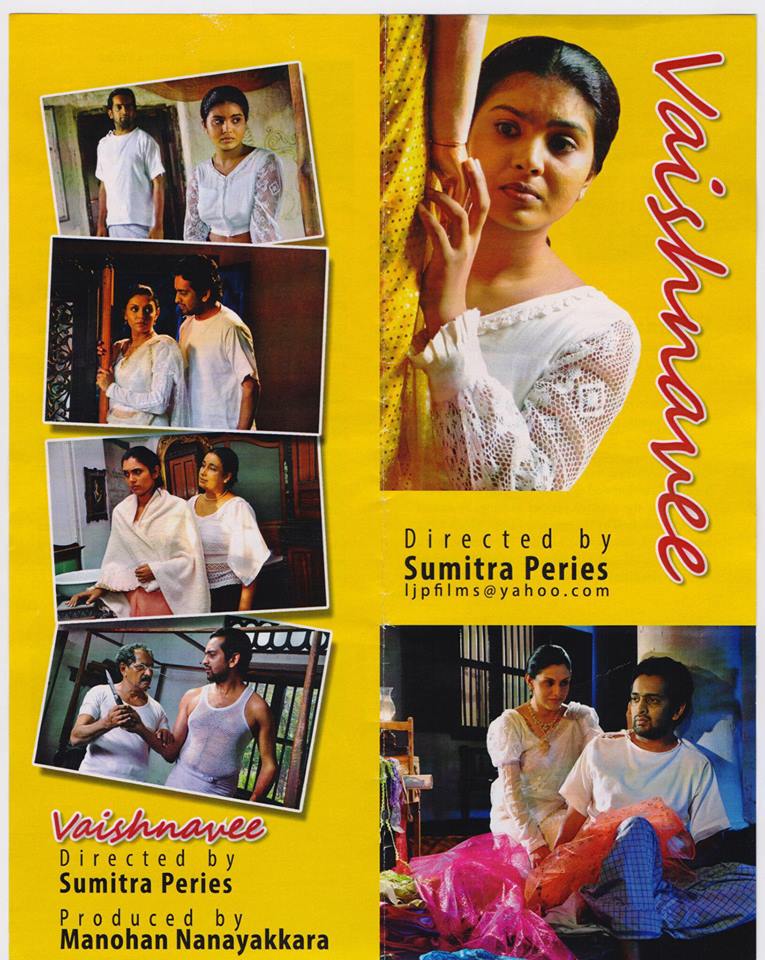 Vaishnavee
Directed by
Sumitra Peries
Produced by
Manohan Nanayakkara
Vaishnavee
Directed by
Sumitra Peries
ljpfilms@yahoo.com